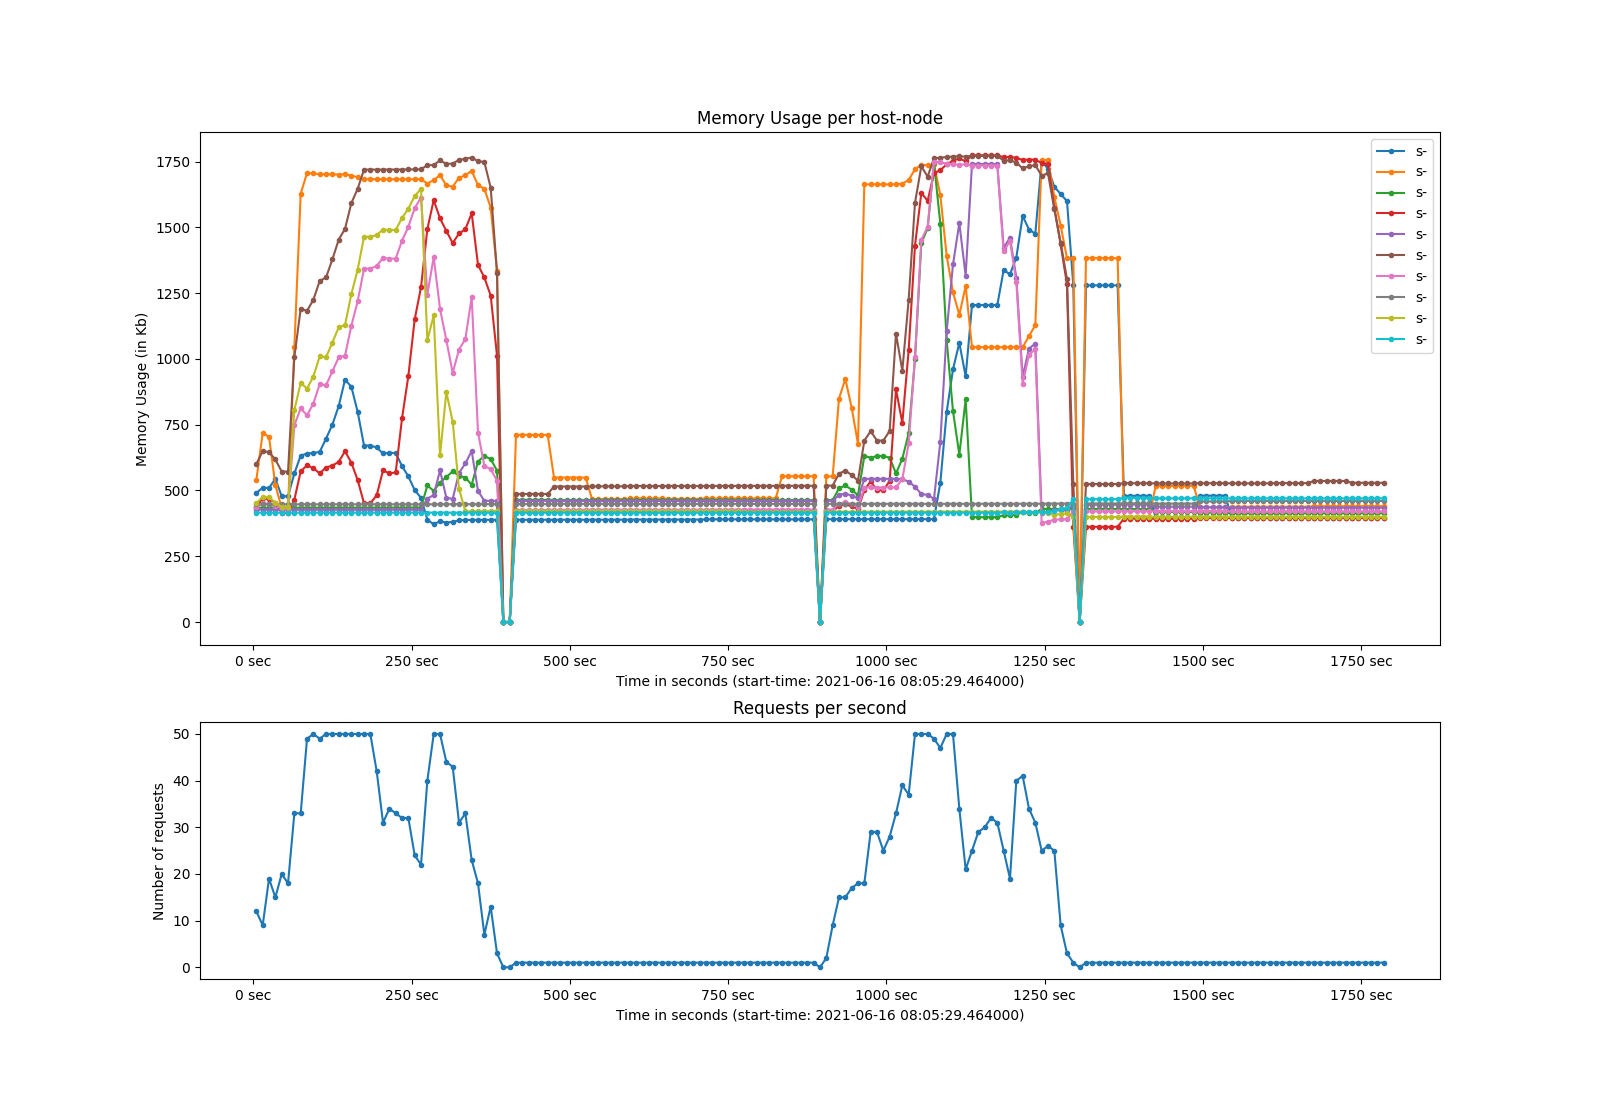 Memory Usage per host-node
1750
1500
1250
1000
750
500
250
0
Memory Usage (in Kb)
s-
s-
s-
s-
s-
s-
s-
s-
s-
s-
0 sec 250 sec 500 sec 750 sec 1000 sec 1250 sec 1500 sec 1750 sec
Time in seconds (start-time: 2021-06-16 08:05:29.464000)
Requests per second
50
40
30
20
10
0
Number of requests
0 sec 250 sec 500 sec 750 sec 1000 sec 1250 sec 1500 sec 1750 sec
Time in seconds (start-time: 2021-06-16 08:05:29.464000)